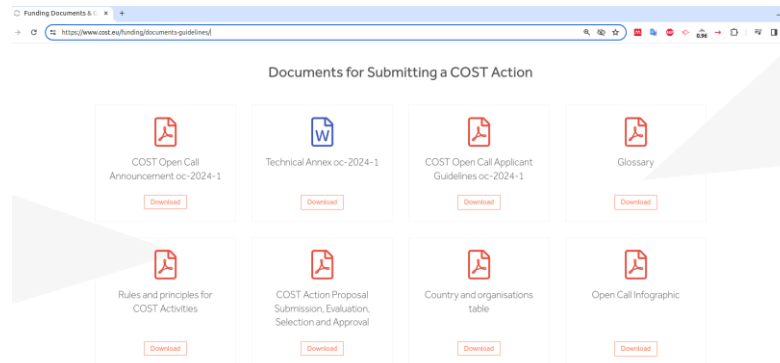 Funding Documents & G
https://www.cost.eu/funding/documents-guidelines/
0.98
Documents for Submitting a COST Action
COST Open Call
Announcement oc-2024-1
Download
Technical Annex oc-2024-1
Download
COST Open Call Applicant
Guidelines oc-2024-1
Download
Glossary
Download
Rules and principles for
COST Activities
Download
COST Action Proposal
Submission, Evaluation,
Selection and Approval
Download
Country and organisations
table
Download
Open Call Infographic
Download